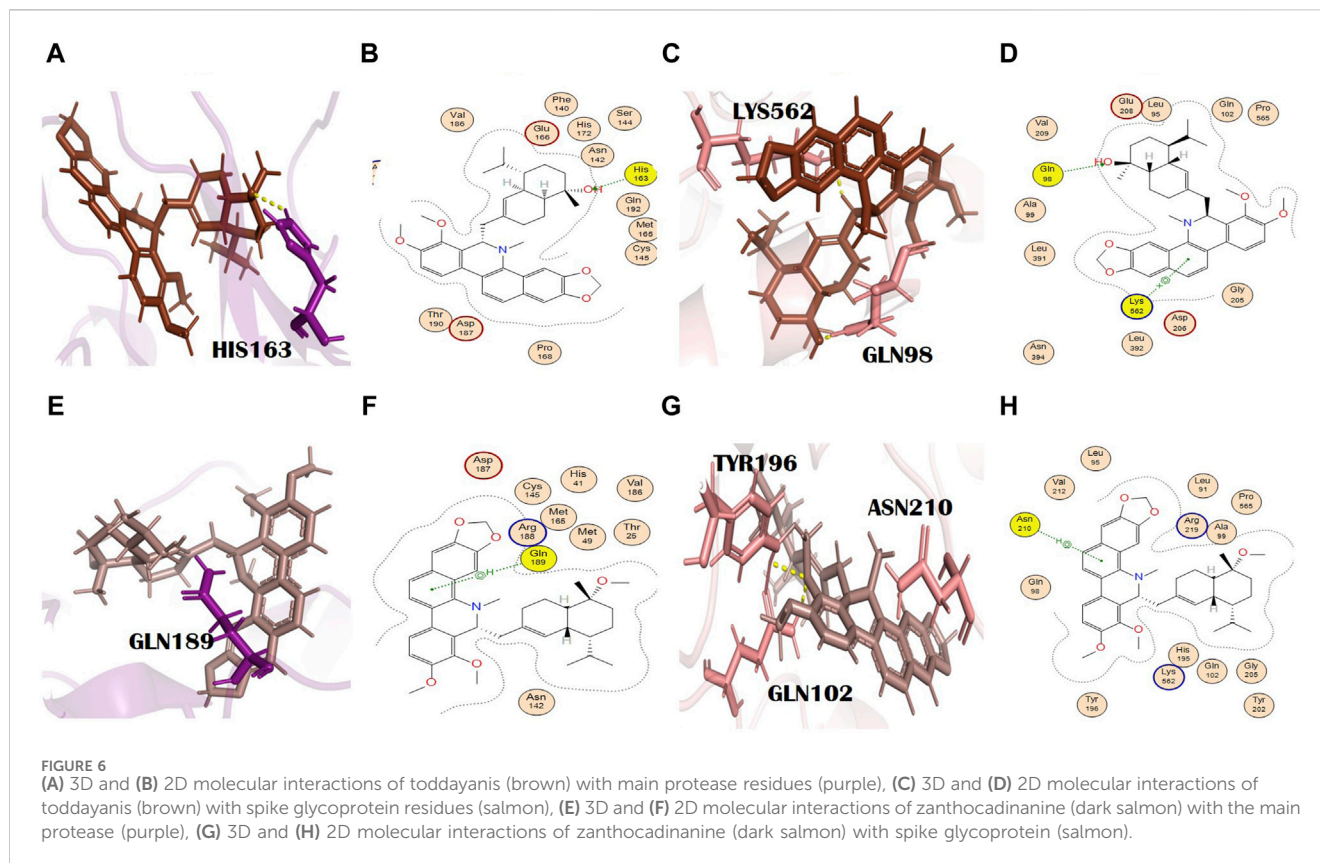 A
B
C
D
LYS562
GLN98
HIS163
Val 186
Phe 140
Glu 166
His 172
Ser 144
Asn 142
His 163
Gln 192
Met 165
Cys 145
Thr 190
Asp 187
Pro 168
OH
O
O
N
O
O
H
H
Glu 208
Leu 95
Gln 102
Pro 565
Val 209
Gln 98
Ala 99
Leu 391
Lys 562
Gly 205
Asp 206
Leu 392
Asn 394
HO
H
H
O
O
N
O
O
E
F
G
H
GLN189
TYR196
ASN210
GLN102
Asp 187
His 41
Cys 145
Val 186
Met 165
Arg 188
Met 49
Thr 25
Gln 189
Asn 142
O
O
H
N
O
O
O
H
H
Leu 95
Val 212
Leu 91
Pro 565
Asn 210
Arg 219
Ala 99
Gln 98
His 195
Lys 562
Gln 102
Gly 205
Tyr 196
Tyr 202
O
O
H
N
O
O
O
H
H
FIGURE 6
(A) 3D and (B) 2D molecular interactions of toddayanis (brown) with main protease residues (purple), (C) 3D and (D) 2D molecular interactions of
toddayanis (brown) with spike glycoprotein residues (salmon), (E) 3D and (F) 2D molecular interactions of zanthocadinanine (dark salmon) with the main
protease (purple), (G) 3D and (H) 2D molecular interactions of zanthocadinanine (dark salmon) with spike glycoprotein (salmon).